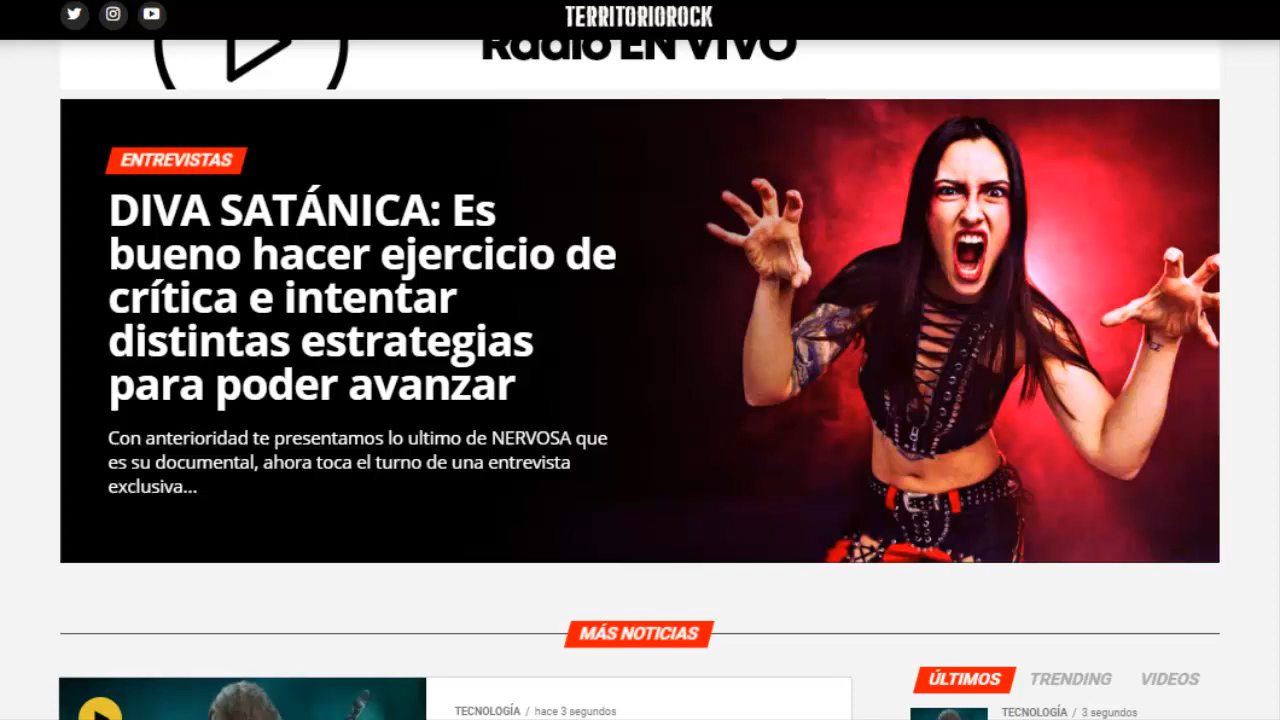 TERRITORIOROCK
Radio EN VIVO
ENTREVISTAS
DIVA SATÁNICA: Es
bueno hacer ejercicio de
crítica e intentar
distintas estrategias
para poder avanzar
Con anterioridad te presentamos lo ultimo de NERVOSA que
es su documental, ahora toca el turno de una entrevista
exclusiva...
MÁS NOTICIAS
ÚLTIMOS TRENDING VIDEOS
TECNOLOGÍA / hace 3 segundos
TECNOLOGÍA / 3 segundos